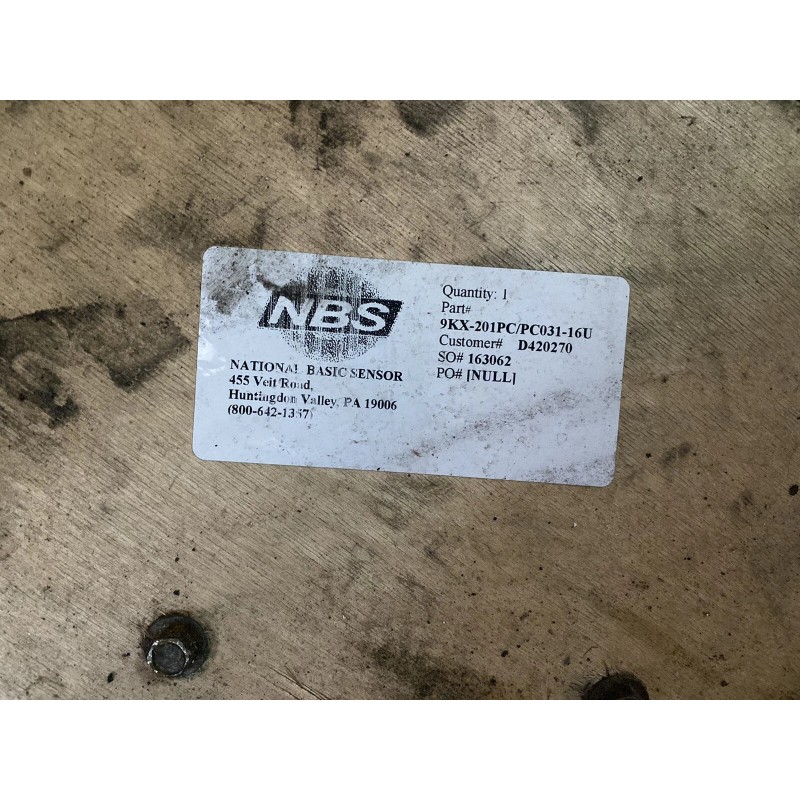 NBS
NATIONAL BASIC SENSOR
455 Veit Road,
Huntingdon Valley, PA 19006
(800-642-1357)
Quantity: 1
Part#
9KX-201PC/PC031-16U
Customer# D420270
SO# 163062
PO# [NULL]